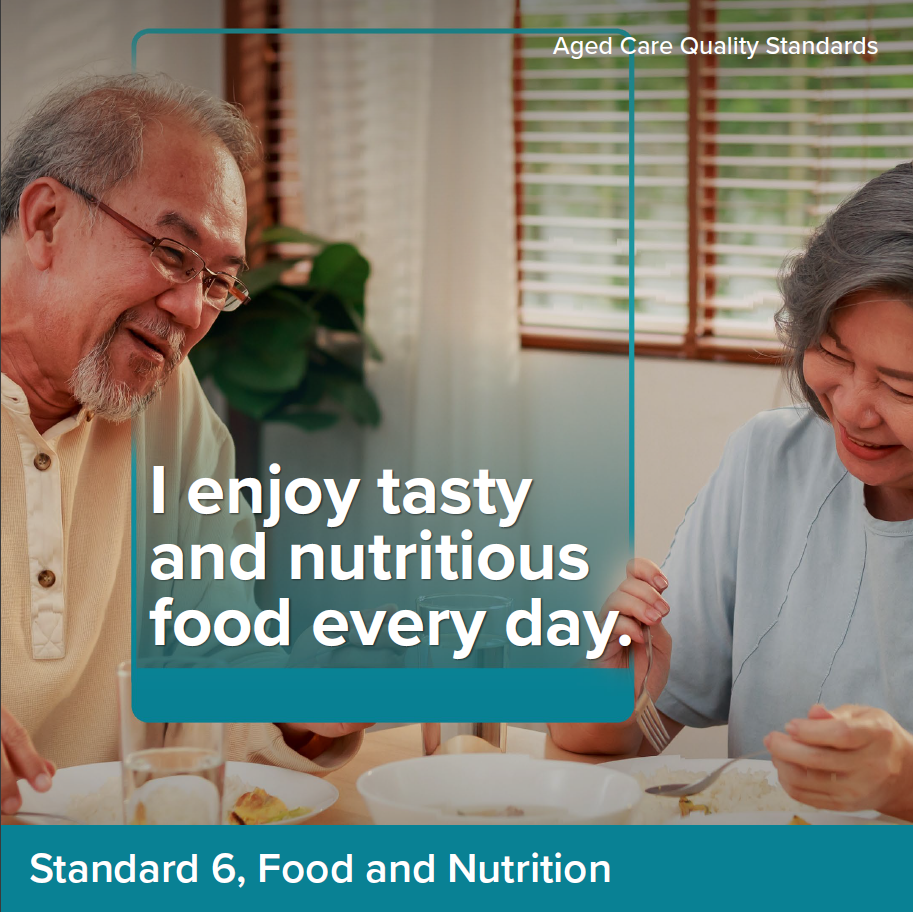 Aged Care Quality Standards
I enjoy tasty
and nutritious
food every day.
Standard 6, Food and Nutrition